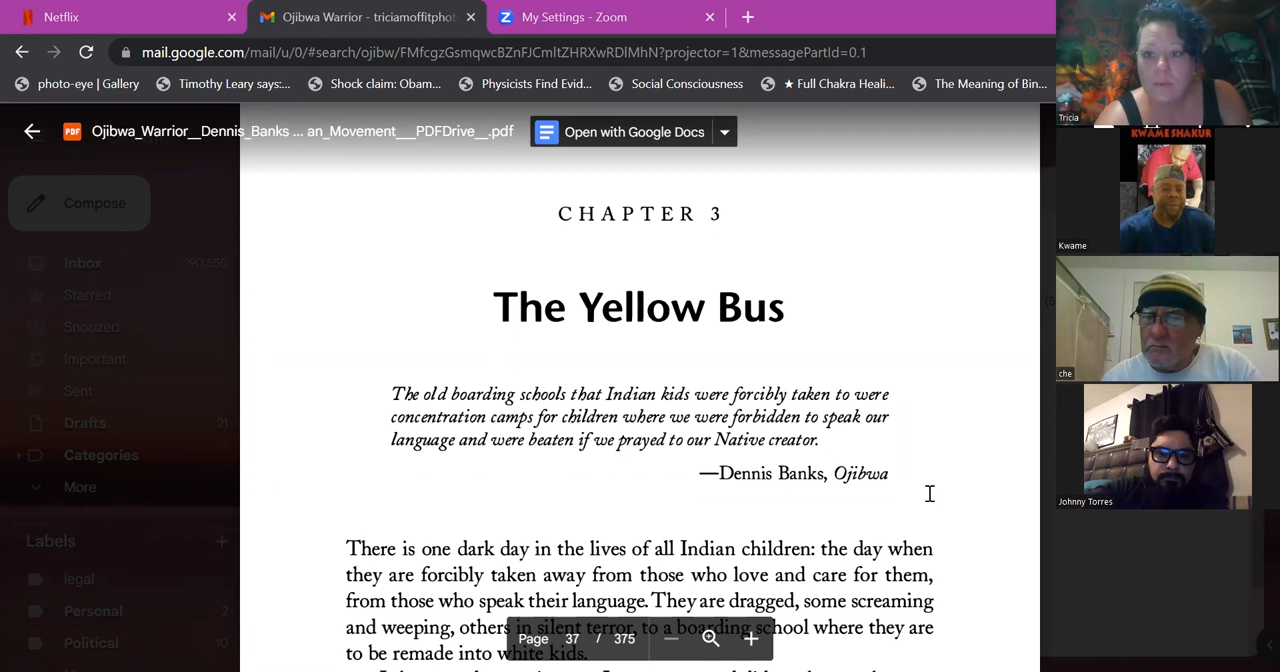 Netflix
Ojibwa Warrior - triciamoffitphot
My Settings - Zoom
mail.google.com/mail/u/0/#search/ojibw/FMfcgzGsmqwcBZnFJCmltZHRXwRDlMhN?projector=1&messagePartId=0.1
photo-eye | Gallery
Timothy Leary says:...
Shock claim: Obam...
Physicists Find Evid...
Social Consciousness
★ Full Chakra Heali...
The Meaning of Bin...
PDF
Ojibwa_Warrior__Dennis_Banks ... an_Movement___PDFDrive__.pdf
Open with Google Docs
Compose
Inbox 90,550
Starred
Snoozed
Important
Sent
Drafts 21
Categories
More
Labels
legal
Personal 2
Political 10
CHAPTER 3
The Yellow Bus
The old boarding schools that Indian kids were forcibly taken to were
concentration camps for children where we were forbidden to speak our
language and were beaten if we prayed to our Native creator.
—Dennis Banks, Ojibwa
There is one dark day in the lives of all Indian children: the day when
they are forcibly taken away from those who love and care for them,
from those who speak their language. They are dragged, some screaming
and weeping, others in silent terror, to a boarding school where they are
to be remade into white kids.
Page 37 / 375
Tricia
KWAME SHAKUR
Kwame
che
Johnny Torres